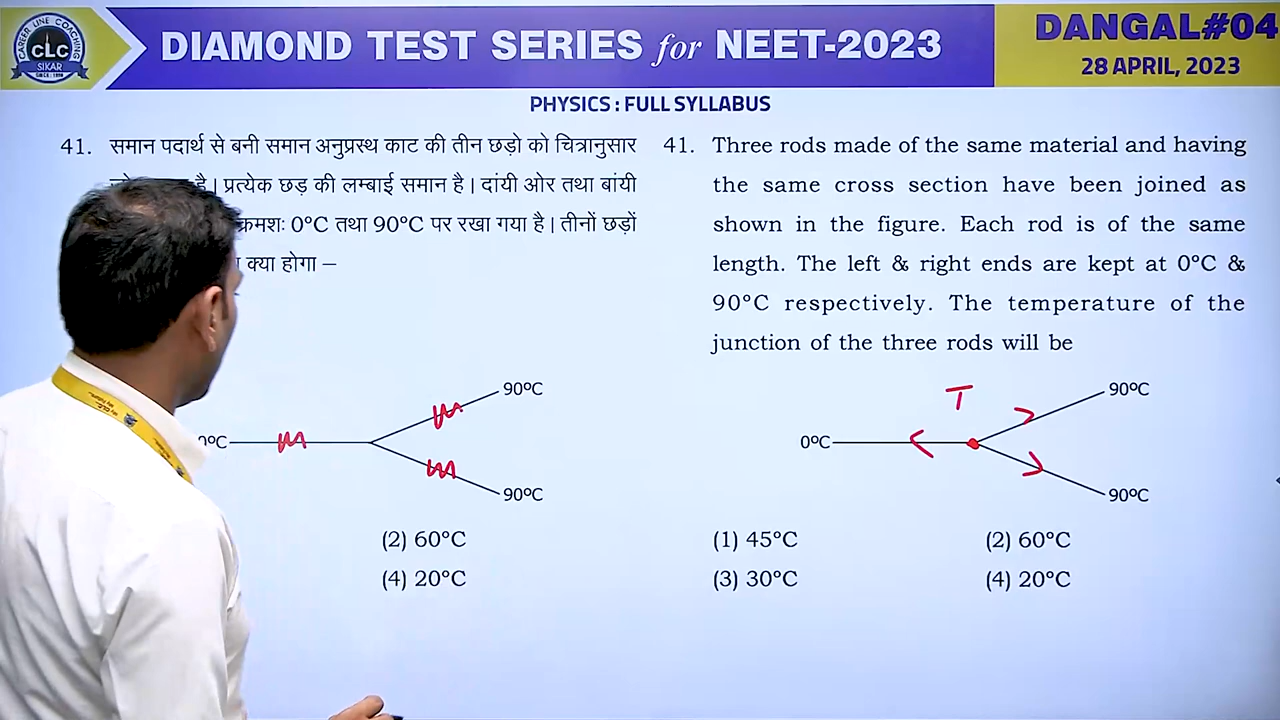 CAREER LINE COACHING
CLC
SIKAR
SINCE : 1996
DIAMOND TEST SERIES for NEET-2023
DANGAL#04
28 APRIL, 2023
PHYSICS : FULL SYLLABUS
41. समान पदार्थ से बनी समान अनुप्रस्थ काट की तीन छड़ो को चित्रानुसार
है। प्रत्येक छड़ की लम्बाई समान है। दांयी ओर तथा बांयी
क्रमशः 0°C तथा 90°C पर रखा गया है। तीनों छड़ों
क्या होगा –
90°C
0°C
90°C
(2) 60°C
(4) 20°C
41. Three rods made of the same material and having
the same cross section have been joined as
shown in the figure. Each rod is of the same
length. The left & right ends are kept at 0°C &
90°C respectively. The temperature of the
junction of the three rods will be
T
90°C
0°C
90°C
(1) 45°C (2) 60°C
(3) 30°C (4) 20°C